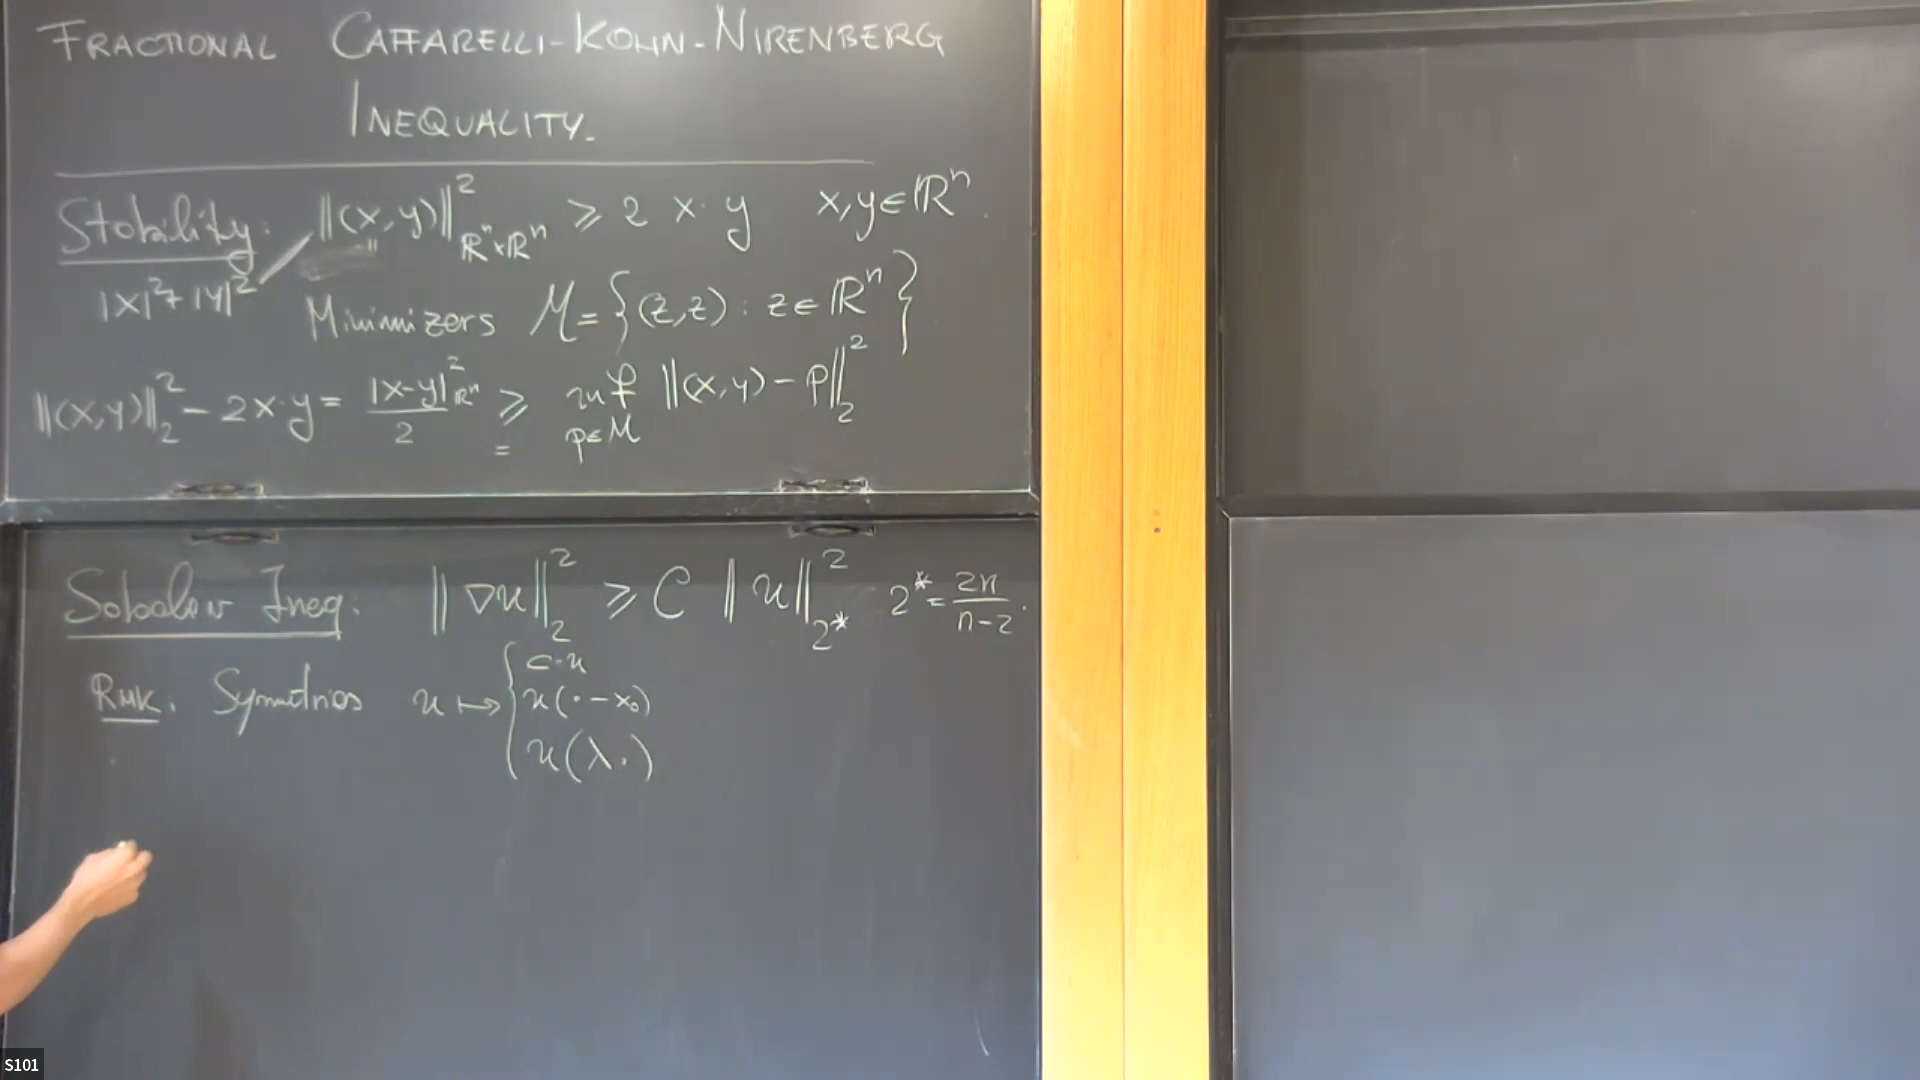 FRACTIONAL CAFFARELLI-KOHN-NIRENBERG
INEQUALITY.
Stability: ‖(x,y)‖²_{ℝⁿ×ℝⁿ} ⩾ 2 x·y   x,y∈ℝⁿ.
|x|²+|y|²
Minimizers M={(z,z): z∈ℝⁿ}
‖(x,y)‖₂² - 2x·y = |x-y|²_{ℝⁿ}/2 ⩾ inf_{p∈M} ‖(x,y)-p‖₂²
=
Sobolev Ineq. ‖∇u‖₂² ⩾ C ‖u‖²_{2*}   2*=2n/(n-2).
RMK: Symmetries u ↦ { c·u
u(·-x₀)
u(λ·)
S101